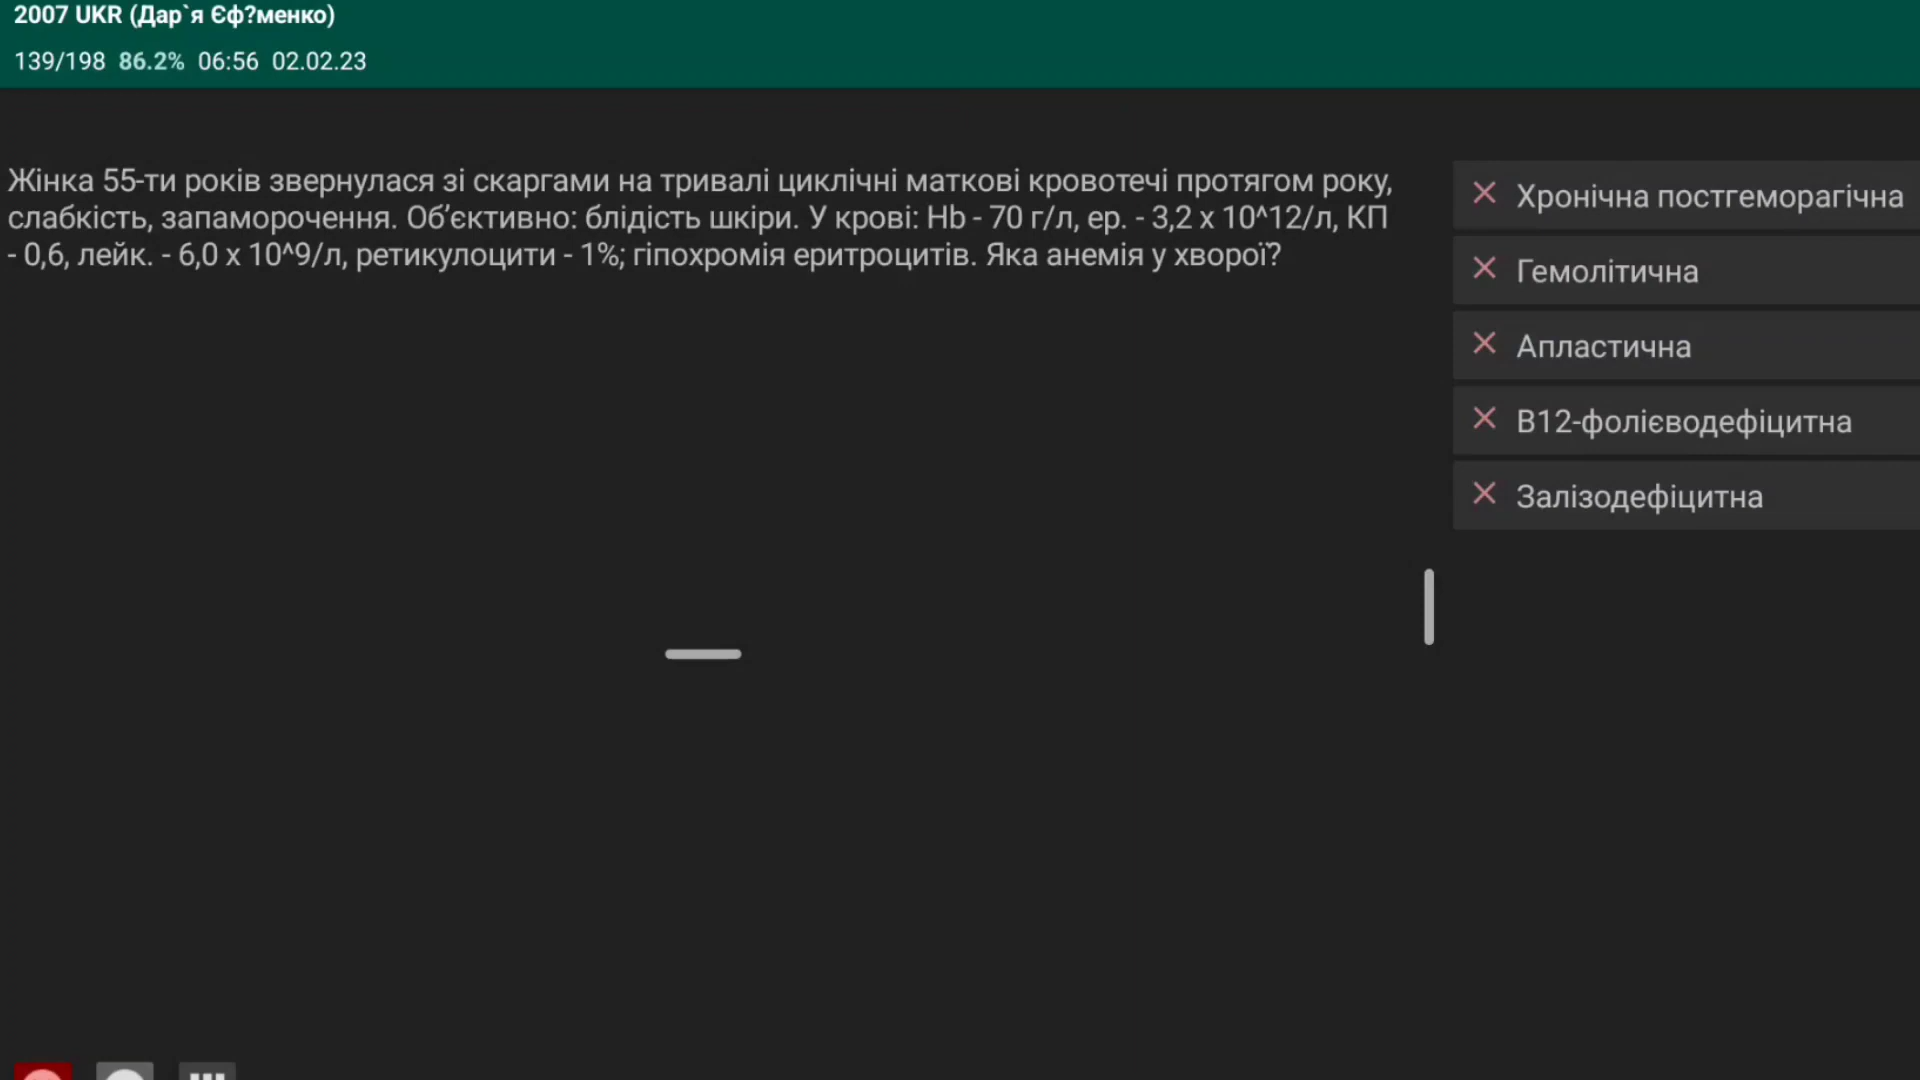 2007 UKR (Дар`я Єф?менко)
139/198 86.2% 06:56 02.02.23
Жінка 55-ти років звернулася зі скаргами на тривалі циклічні маткові кровотечі протягом року,
слабкість, запаморочення. Об’єктивно: блідість шкіри. У крові: Hb - 70 г/л, ер. - 3,2 x 10^12/л, КП
- 0,6, лейк. - 6,0 x 10^9/л, ретикулоцити - 1%; гіпохромія еритроцитів. Яка анемія у хворої?
Хронічна постгеморагічна
Гемолітична
Апластична
В12-фолієводефіцитна
Залізодефіцитна